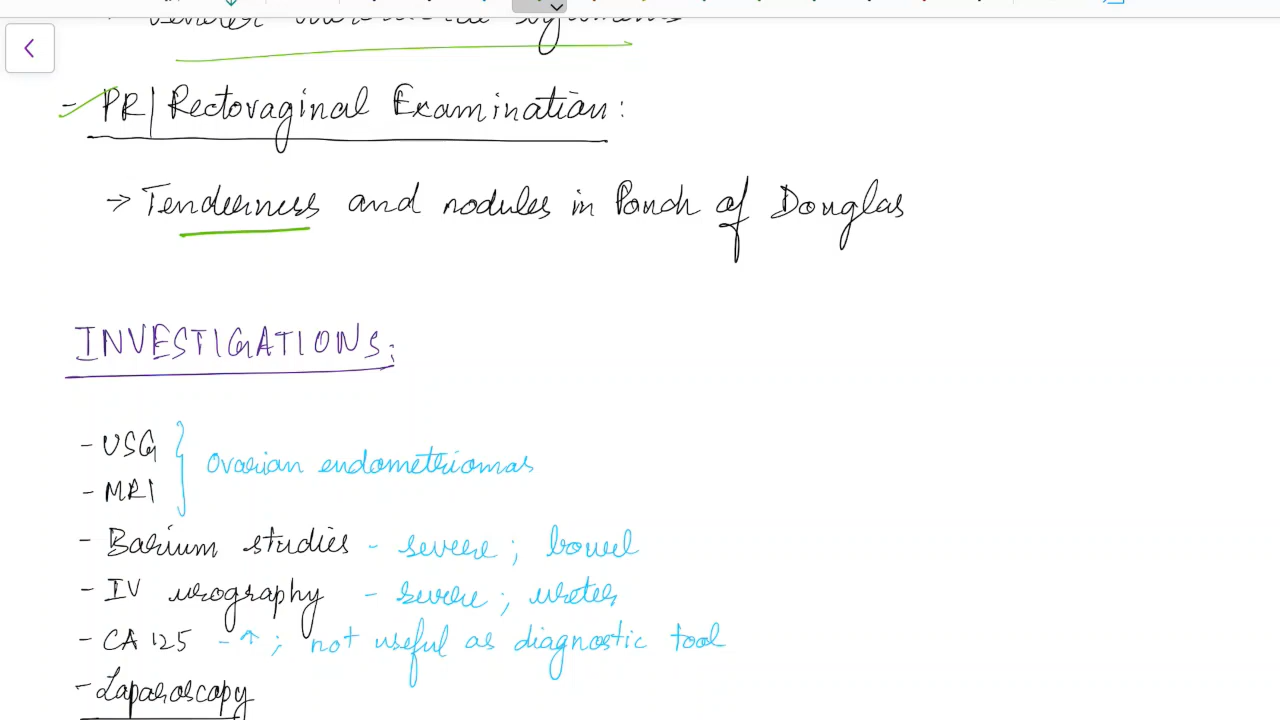 - PR/Rectovaginal Examination:
→ Tenderness and nodules in Pouch of Douglas
INVESTIGATIONS:
- USG
Ovarian endometriomas
- MRI
- Barium studies - severe; bowel
- IV urography - severe; ureter
- CA 125 - ↑; not useful as diagnostic tool
- Laparoscopy